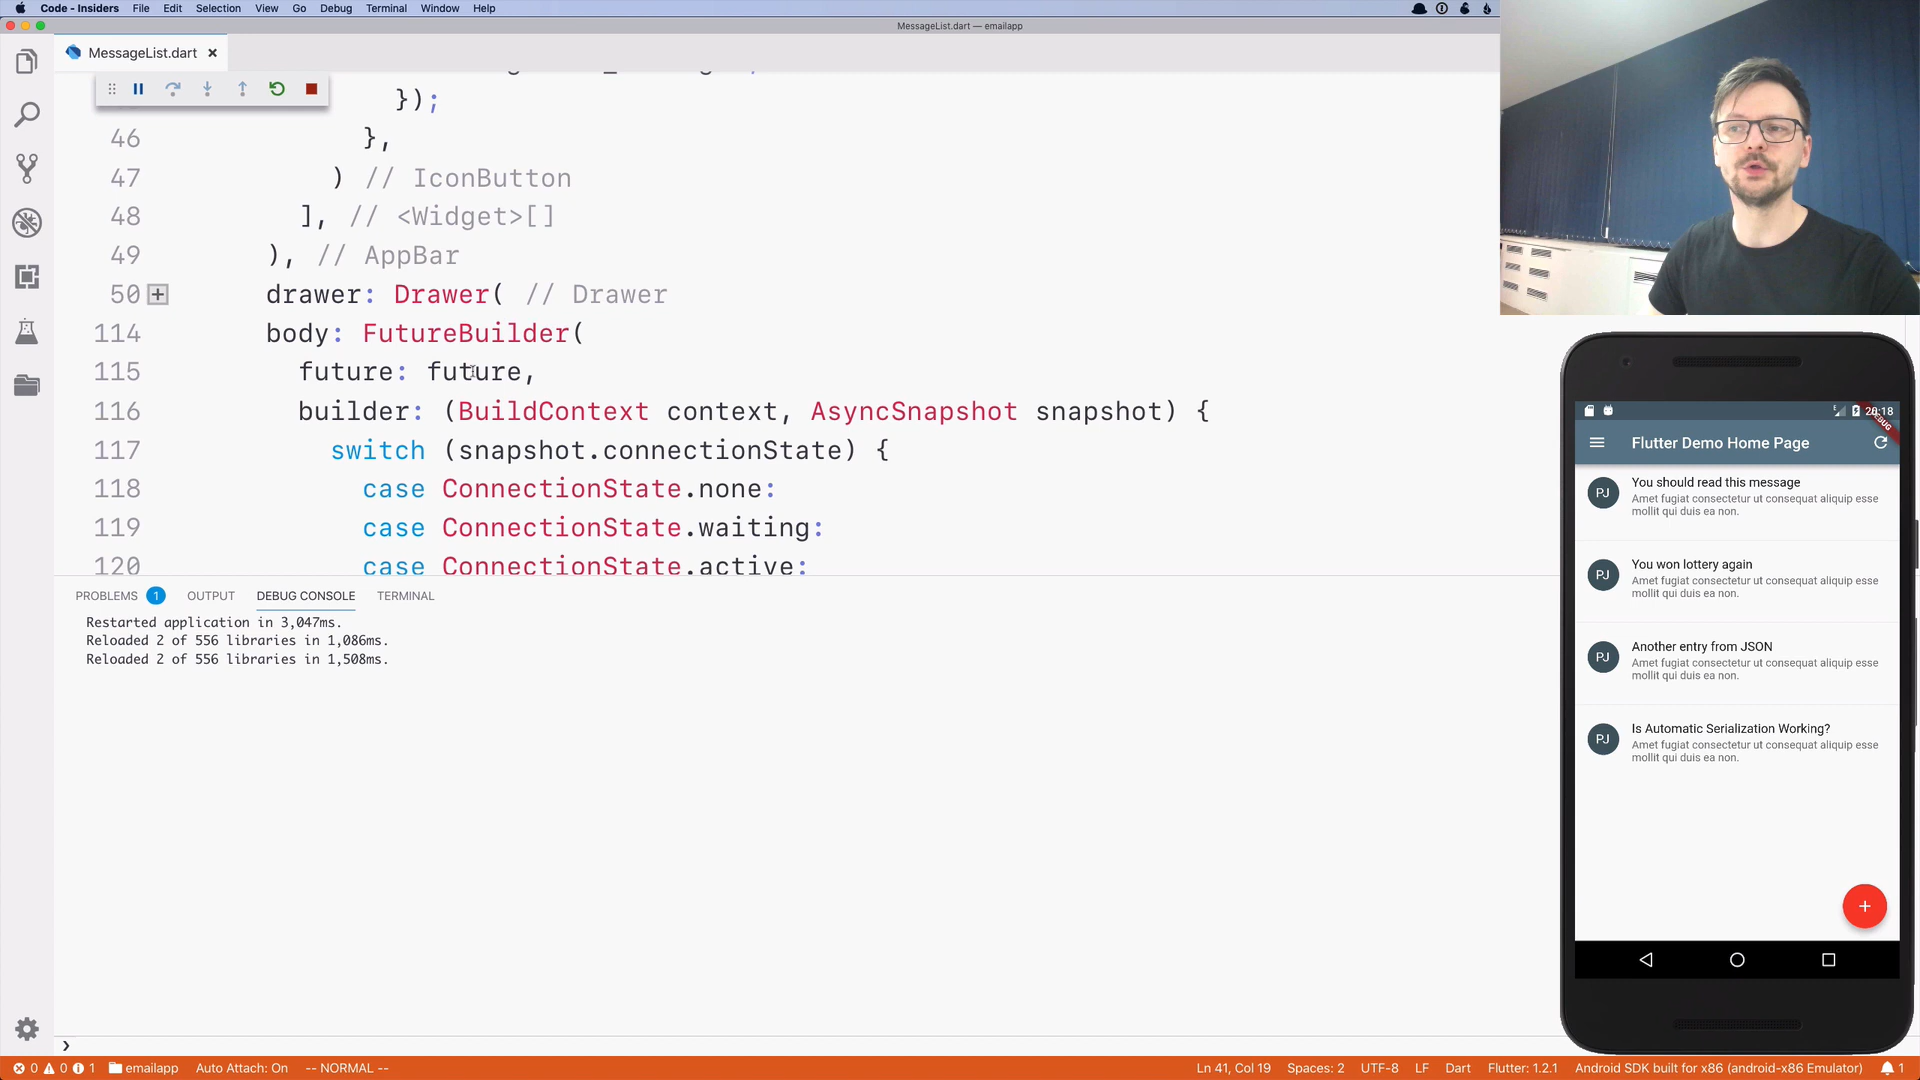 Code - Insiders File Edit Selection View Go Debug Terminal Window Help
MessageList.dart — emailapp
MessageList.dart
});
46 },
47 ) // IconButton
48 ], // <Widget>[]
49 ), // AppBar
50 drawer: Drawer( // Drawer
114 body: FutureBuilder(
115 future: future,
116 builder: (BuildContext context, AsyncSnapshot snapshot) {
117 switch (snapshot.connectionState) {
118 case ConnectionState.none:
119 case ConnectionState.waiting:
120 case ConnectionState.active:
PROBLEMS 1 OUTPUT DEBUG CONSOLE TERMINAL
Restarted application in 3,047ms.
Reloaded 2 of 556 libraries in 1,086ms.
Reloaded 2 of 556 libraries in 1,508ms.
20:18
DEBUG
Flutter Demo Home Page
PJ
You should read this message
Amet fugiat consectetur ut consequat aliquip esse
mollit qui duis ea non.
PJ
You won lottery again
Amet fugiat consectetur ut consequat aliquip esse
mollit qui duis ea non.
PJ
Another entry from JSON
Amet fugiat consectetur ut consequat aliquip esse
mollit qui duis ea non.
PJ
Is Automatic Serialization Working?
Amet fugiat consectetur ut consequat aliquip esse
mollit qui duis ea non.
0 0 1 emailapp Auto Attach: On -- NORMAL -- Ln 41, Col 19 Spaces: 2 UTF-8 LF Dart Flutter: 1.2.1 Android SDK built for x86 (android-x86 Emulator) 1